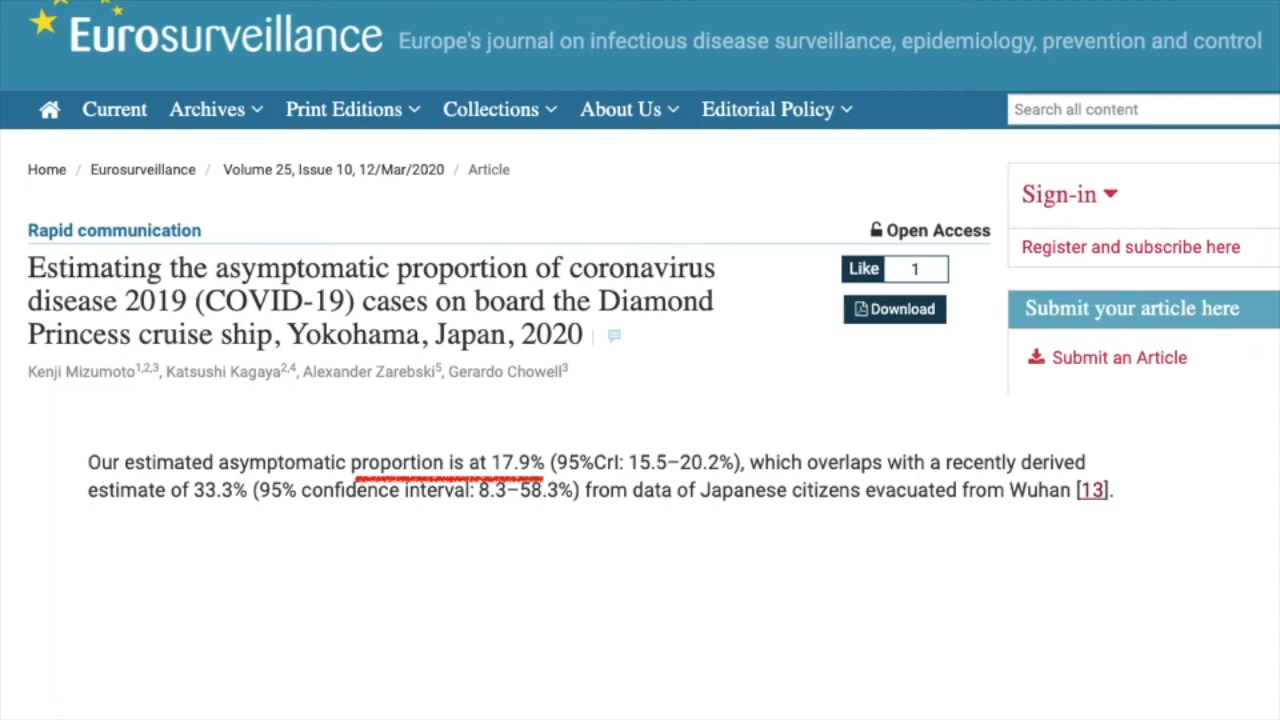 Eurosurveillance Europe's journal on infectious disease surveillance, epidemiology, prevention and control
Current Archives Print Editions Collections About Us Editorial Policy Search all content
Home / Eurosurveillance / Volume 25, Issue 10, 12/Mar/2020 / Article
Sign-in
Register and subscribe here
Rapid communication Open Access
Estimating the asymptomatic proportion of coronavirus
disease 2019 (COVID-19) cases on board the Diamond
Princess cruise ship, Yokohama, Japan, 2020
Like 1
Download
Kenji Mizumoto1,2,3, Katsushi Kagaya2,4, Alexander Zarebski5, Gerardo Chowell3
Submit your article here
Submit an Article
Our estimated asymptomatic proportion is at 17.9% (95%CrI: 15.5–20.2%), which overlaps with a recently derived
estimate of 33.3% (95% confidence interval: 8.3–58.3%) from data of Japanese citizens evacuated from Wuhan [13].